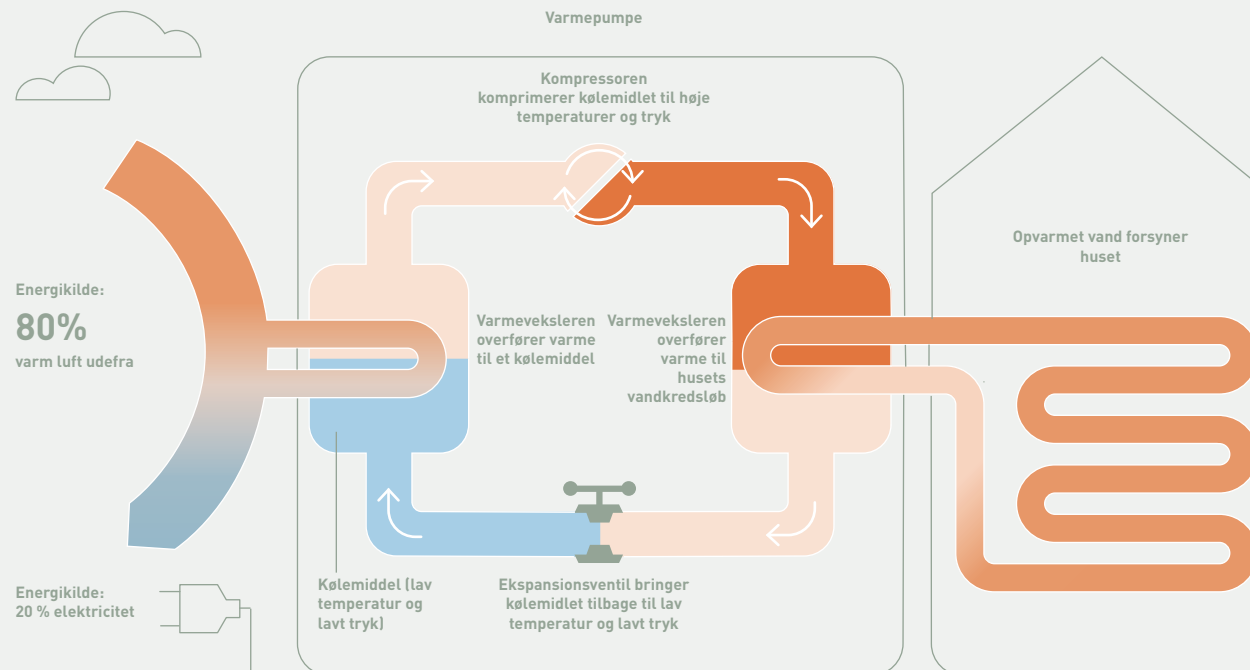 Varmepumpe
Kompressoren
komprimerer kølemidlet til høje
temperaturer og tryk
Opvarmet vand forsyner
huset
Energikilde:
80%
varm luft udefra
Varmeveksleren
overfører varme
til et kølemiddel
Varmeveksleren
overfører
varme til
husets
vandkredsløb
Energikilde:
20 % elektricitet
Kølemiddel (lav
temperatur og
lavt tryk)
Ekspansionsventil bringer
kølemidlet tilbage til lav
temperatur og lavt tryk